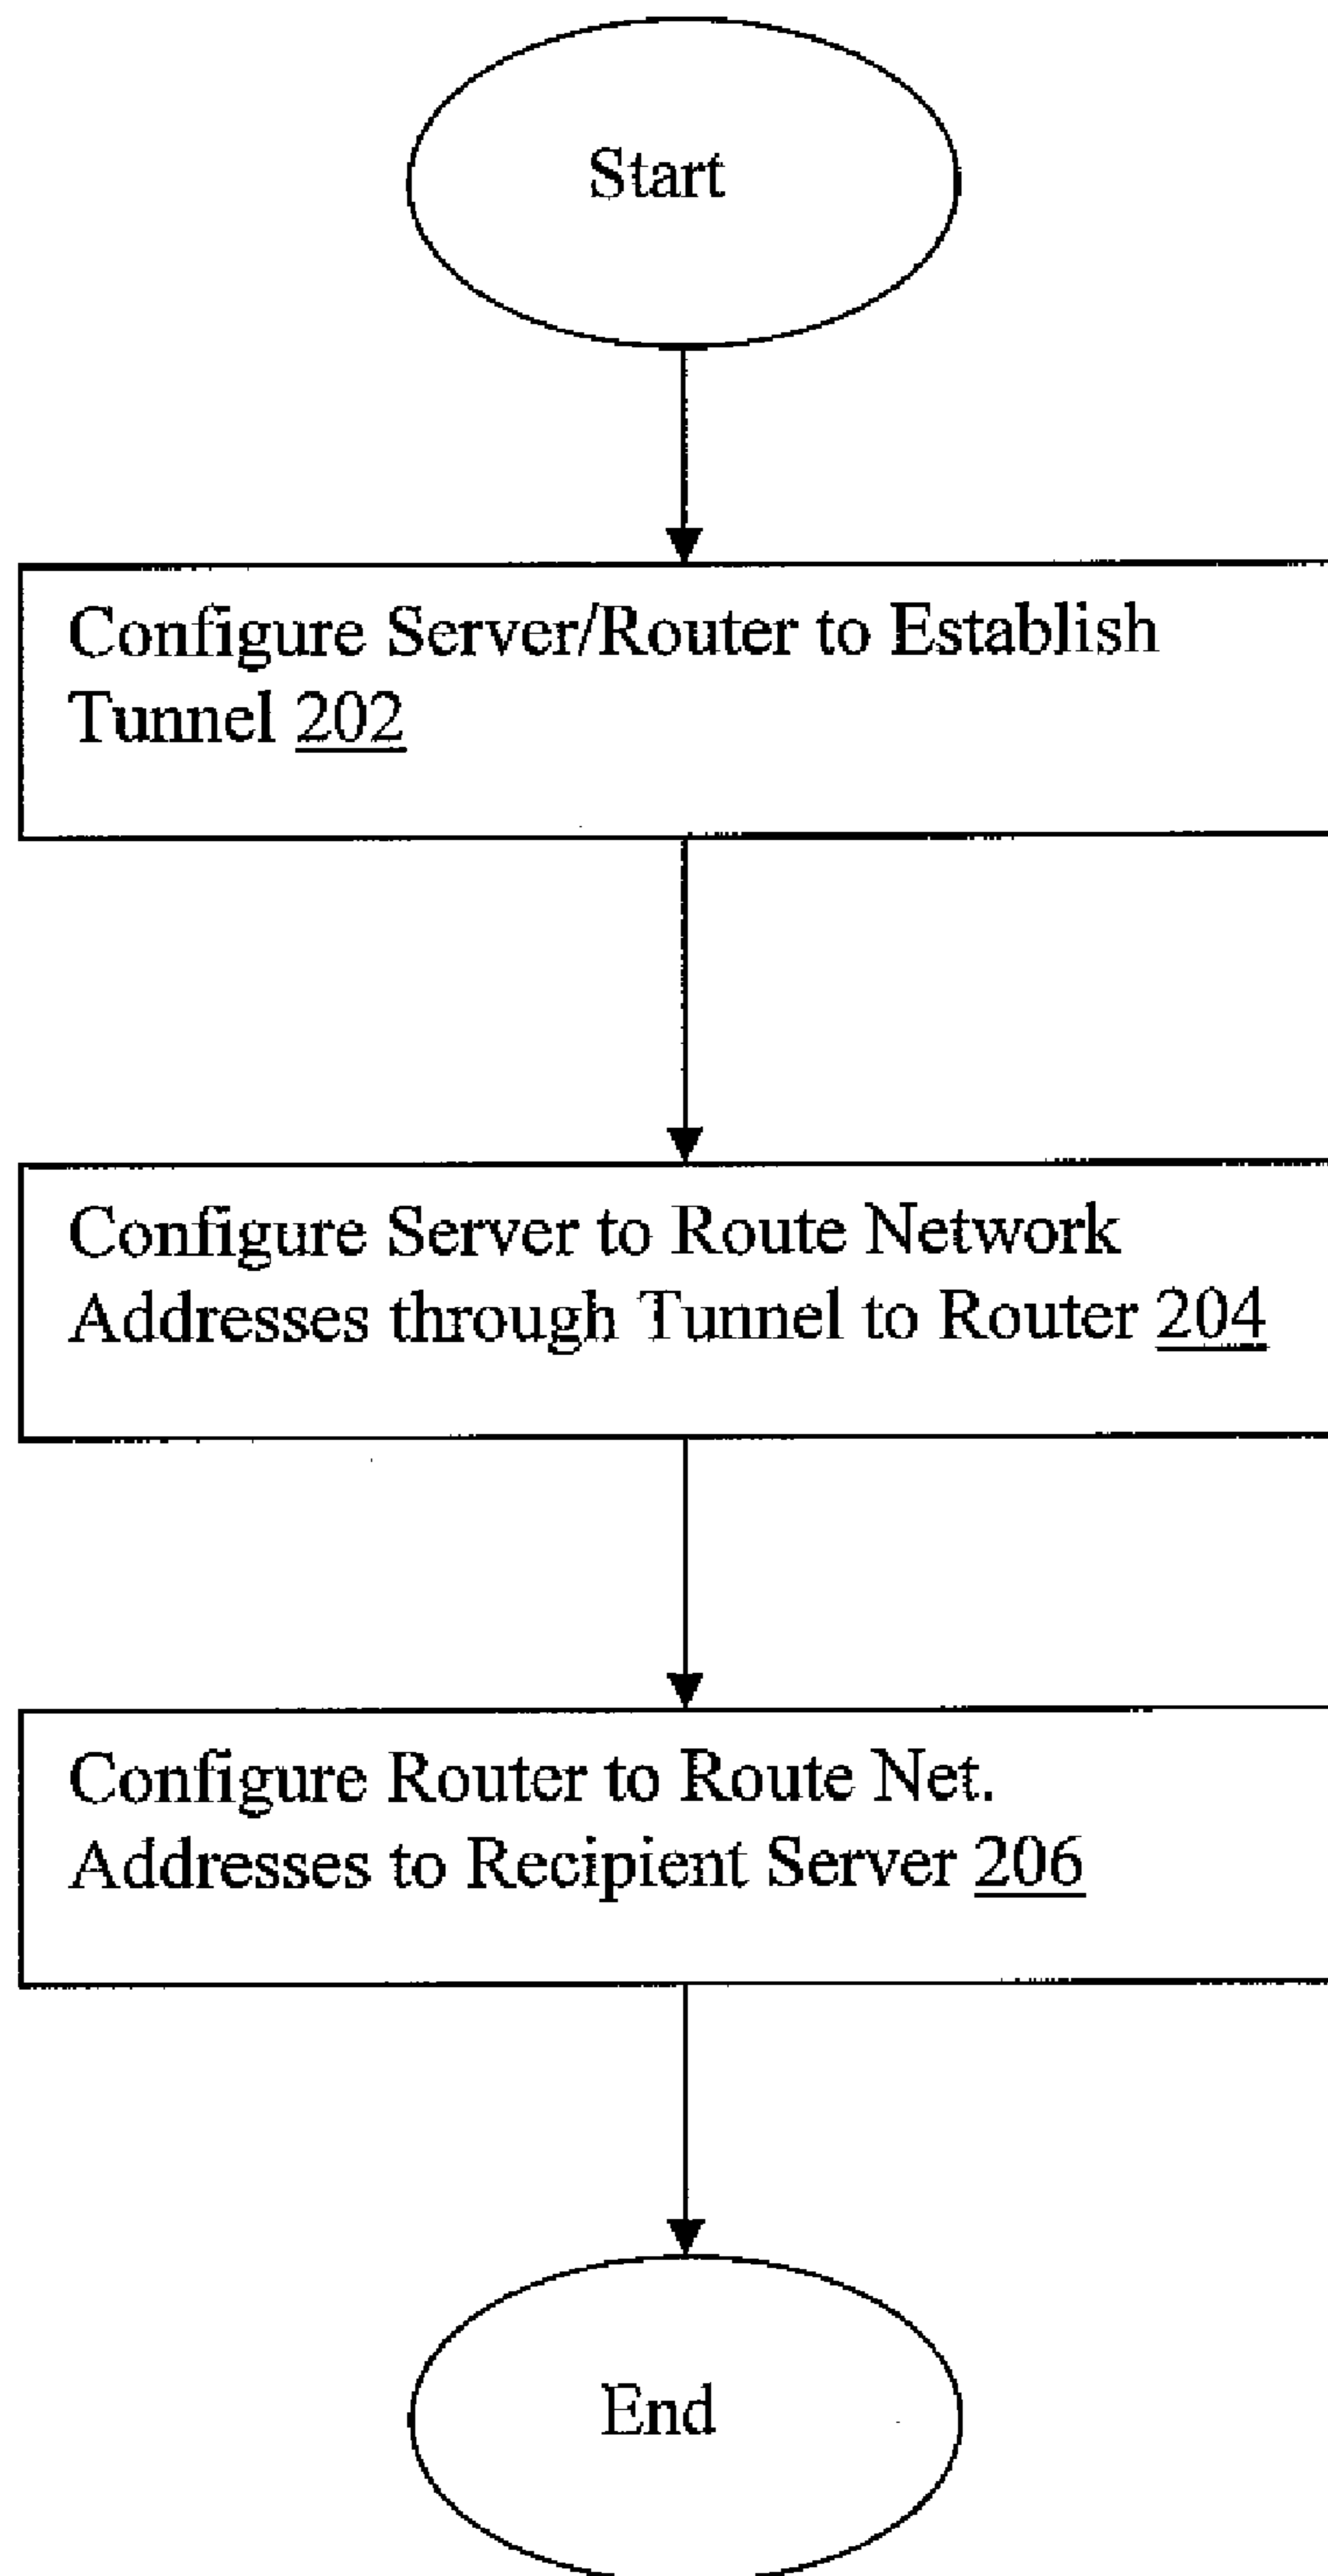 Start
Configure Server/Router to Establish
Tunnel 202
Configure Server to Route Network
Addresses through Tunnel to Router 204
Configure Router to Route Net.
Addresses to Recipient Server 206
End